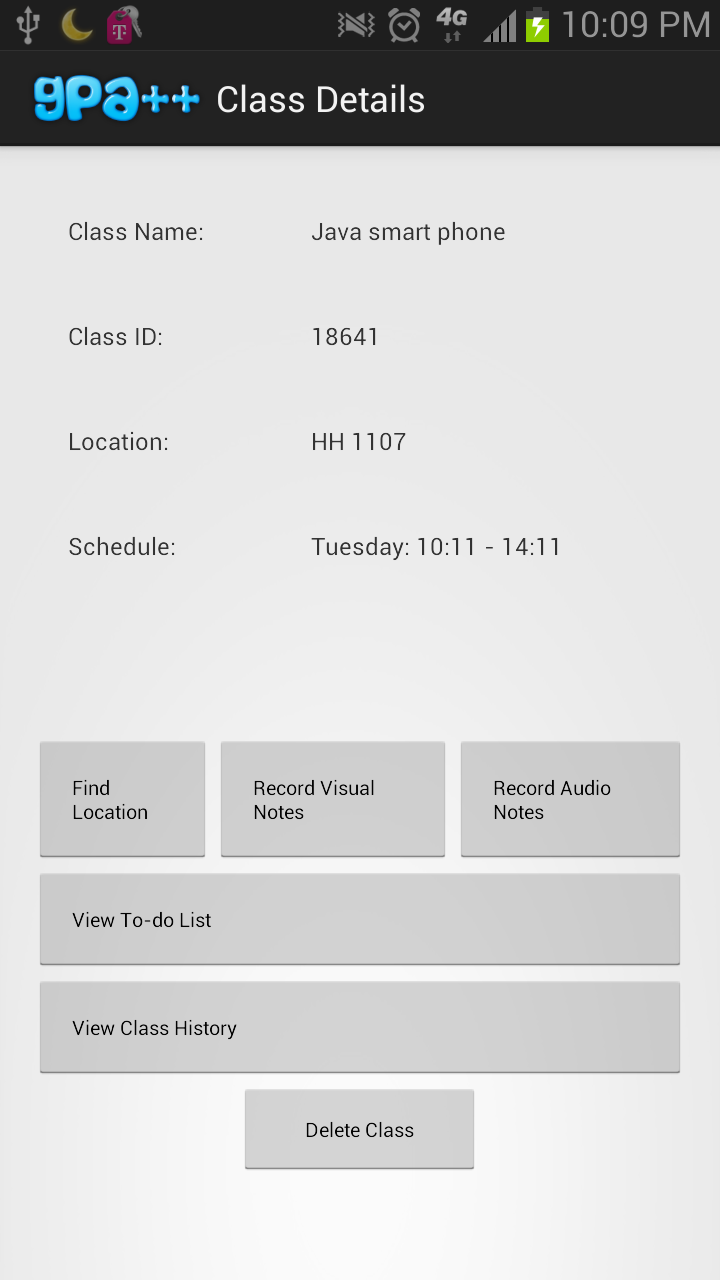 4G 10:09 PM
T
gpa++ Class Details
Class Name: Java smart phone
Class ID: 18641
Location: HH 1107
Schedule: Tuesday: 10:11 - 14:11
Find
Location
Record Visual
Notes
Record Audio
Notes
View To-do List
View Class History
Delete Class